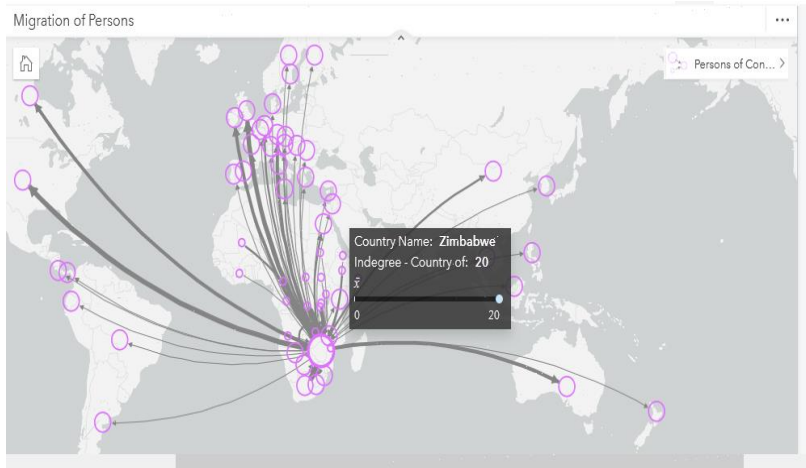 Migration of Persons
Persons of Con...
Country Name: Zimbabwe
Indegree - Country of: 20
x̄
0 20